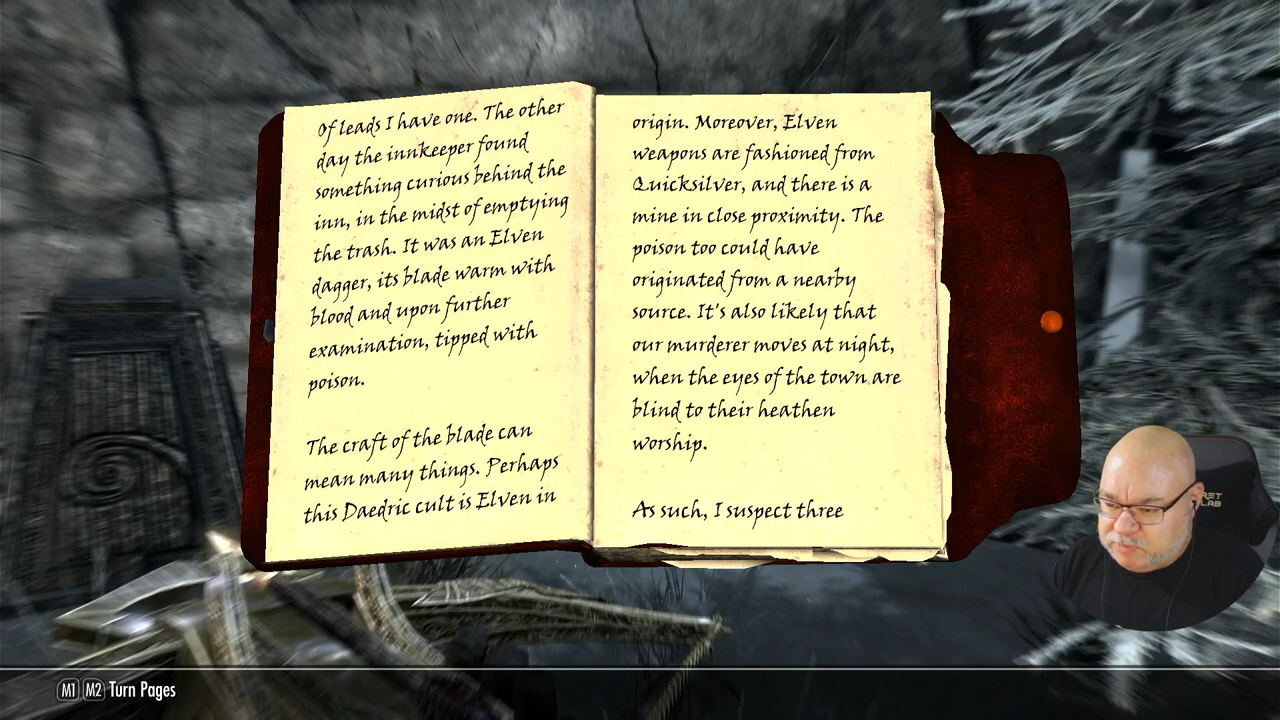 Of leads I have one. The other
day the innkeeper found
something curious behind the
inn, in the midst of emptying
the trash. It was an Elven
dagger, its blade warm with
blood and upon further
examination, tipped with
poison.
The craft of the blade can
mean many things. Perhaps
this Daedric cult is Elven in
origin. Moreover, Elven
weapons are fashioned from
Quicksilver, and there is a
mine in close proximity. The
poison too could have
originated from a nearby
source. It's also likely that
our murderer moves at night,
when the eyes of the town are
blind to their heathen
worship.
As such, I suspect three
M1 M2 Turn Pages